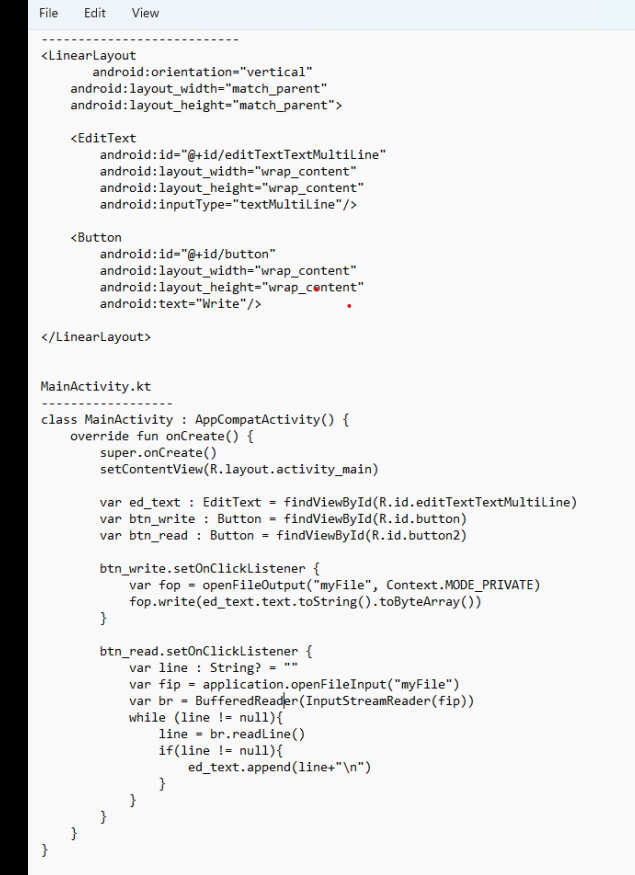 File Edit View
---------------------------
<LinearLayout
       android:orientation="vertical"
    android:layout_width="match_parent"
    android:layout_height="match_parent">

    <EditText
        android:id="@+id/editTextTextMultiLine"
        android:layout_width="wrap_content"
        android:layout_height="wrap_content"
        android:inputType="textMultiLine"/>

    <Button
        android:id="@+id/button"
        android:layout_width="wrap_content"
        android:layout_height="wrap_content"
        android:text="Write"/>

</LinearLayout>


MainActivity.kt
------------------
class MainActivity : AppCompatActivity() {
    override fun onCreate() {
        super.onCreate()
        setContentView(R.layout.activity_main)

        var ed_text : EditText = findViewById(R.id.editTextTextMultiLine)
        var btn_write : Button = findViewById(R.id.button)
        var btn_read : Button = findViewById(R.id.button2)

        btn_write.setOnClickListener {
            var fop = openFileOutput("myFile", Context.MODE_PRIVATE)
            fop.write(ed_text.text.toString().toByteArray())
        }

        btn_read.setOnClickListener {
            var line : String? = ""
            var fip = application.openFileInput("myFile")
            var br = BufferedReader(InputStreamReader(fip))
            while (line != null){
                line = br.readLine()
                if(line != null){
                    ed_text.append(line+"\n")
                }
            }
        }
    }
}